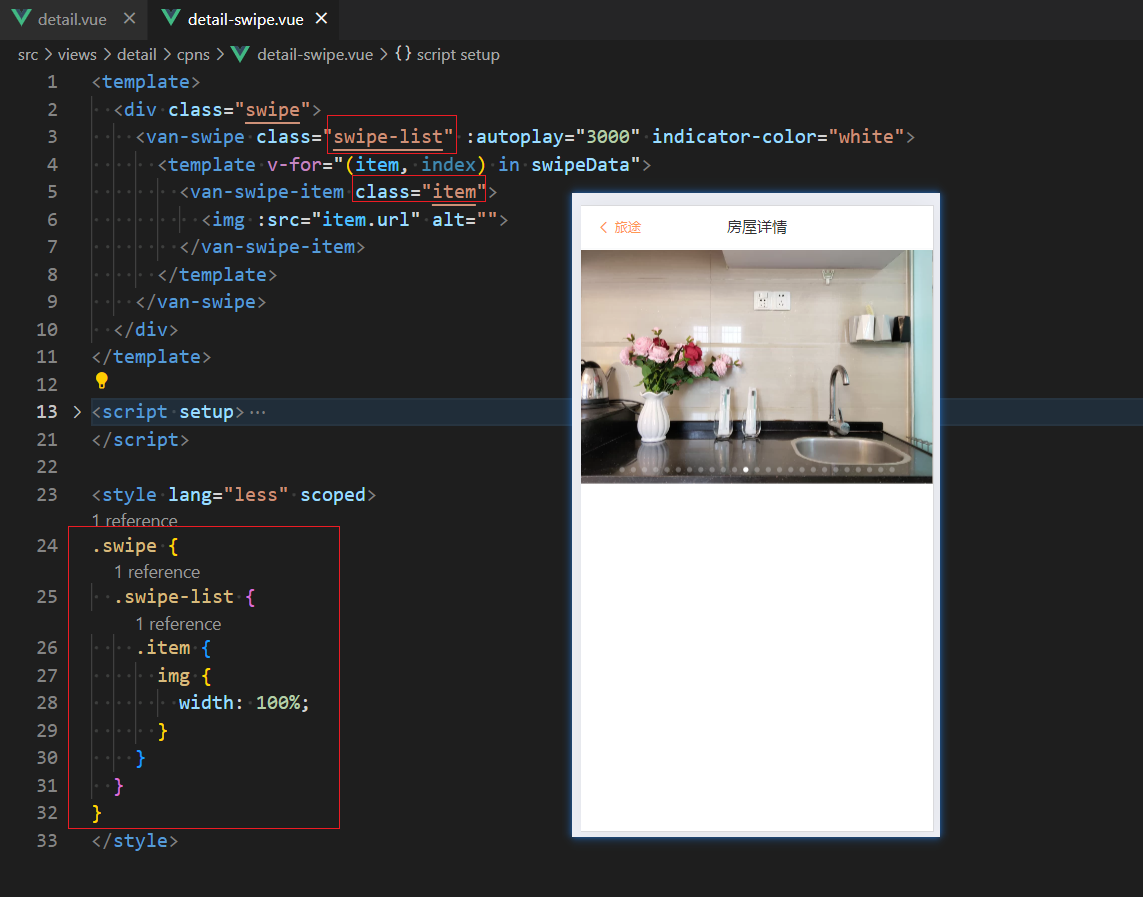 detail.vue
detail-swipe.vue
src > views > detail > cpns > detail-swipe.vue > {} script setup
1 <template>
2 <div class="swipe">
3 <van-swipe class="swipe-list" :autoplay="3000" indicator-color="white">
4 <template v-for="(item, index) in swipeData">
5 <van-swipe-item class="item">
6 <img :src="item.url" alt="">
7 </van-swipe-item>
8 </template>
9 </van-swipe>
10 </div>
11 </template>
12
13 <script setup> ···
21 </script>
22
23 <style lang="less" scoped>
1 reference
24 .swipe {
1 reference
25 .swipe-list {
1 reference
26 .item {
27 img {
28 width: 100%;
29 }
30 }
31 }
32 }
33 </style>
旅途
房屋详情